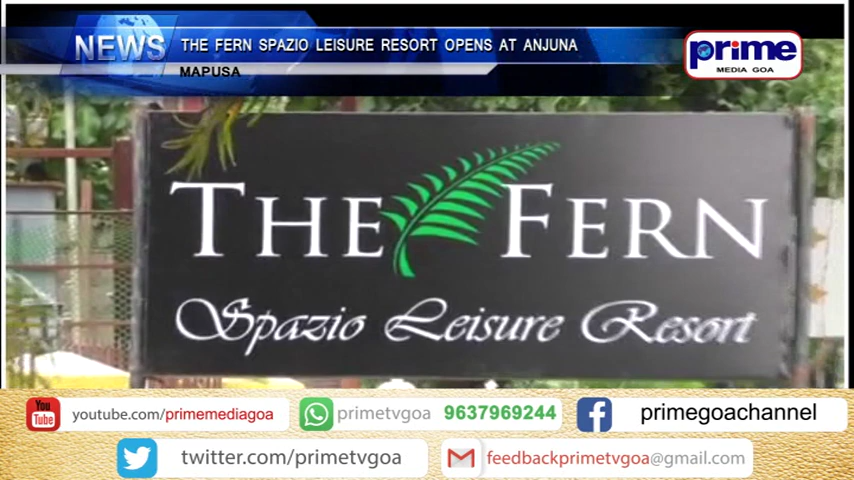 NEWS THE FERN SPAZIO LEISURE RESORT OPENS AT ANJUNA
MAPUSA
prime
MEDIA GOA
THE FERN
Spazio Leisure Resort
You Tube youtube.com/primemediagoa primetvgoa 9637969244 primegoachannel
twitter.com/primetvgoa feedbackprimetvgoa@gmail.com